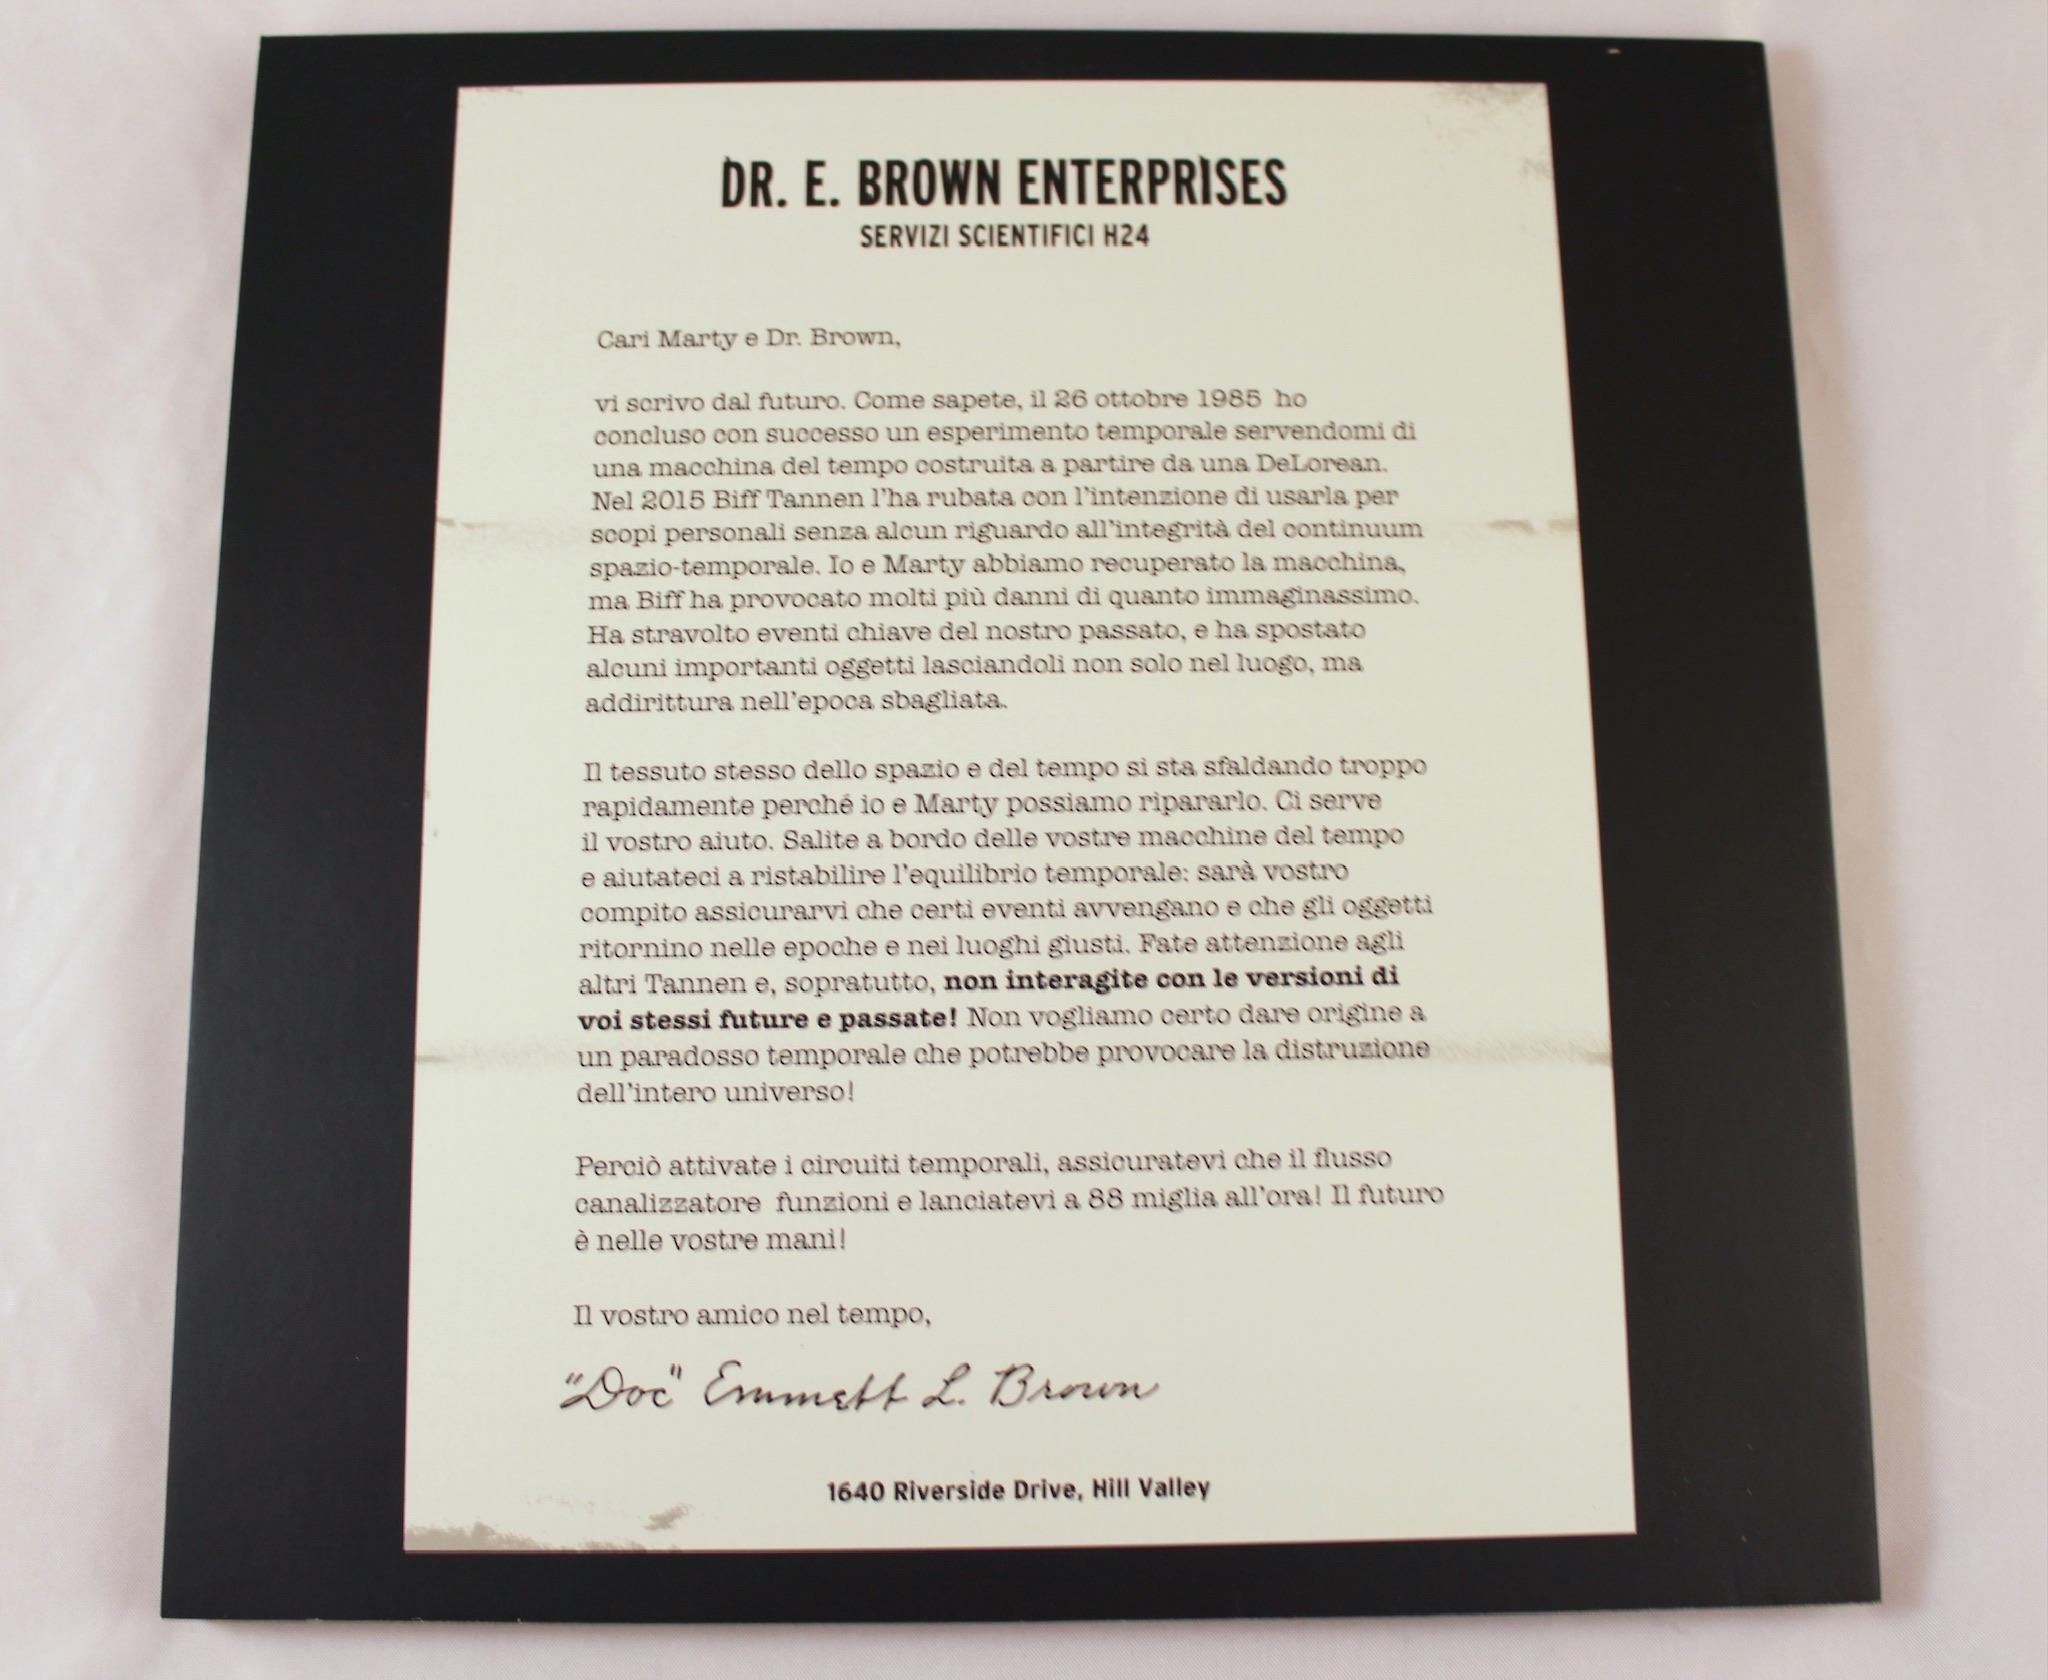 DR. E. BROWN ENTERPRISES
SERVIZI SCIENTIFICI H24
Cari Marty e Dr. Brown,
vi scrivo dal futuro. Come sapete, il 26 ottobre 1985 ho
concluso con successo un esperimento temporale servendomi di
una macchina del tempo costruita a partire da una DeLorean.
Nel 2015 Biff Tannen l'ha rubata con l'intenzione di usarla per
scopi personali senza alcun riguardo all'integrità del continuum
spazio-temporale. Io e Marty abbiamo recuperato la macchina,
ma Biff ha provocato molti più danni di quanto immaginassimo.
Ha stravolto eventi chiave del nostro passato, e ha spostato
alcuni importanti oggetti lasciandoli non solo nel luogo, ma
addirittura nell'epoca sbagliata.
Il tessuto stesso dello spazio e del tempo si sta sfaldando troppo
rapidamente perché io e Marty possiamo ripararlo. Ci serve
il vostro aiuto. Salite a bordo delle vostre macchine del tempo
e aiutateci a ristabilire l'equilibrio temporale: sarà vostro
compito assicurarvi che certi eventi avvengano e che gli oggetti
ritornino nelle epoche e nei luoghi giusti. Fate attenzione agli
altri Tannen e, sopratutto, non interagite con le versioni di
voi stessi future e passate! Non vogliamo certo dare origine a
un paradosso temporale che potrebbe provocare la distruzione
dell'intero universo!
Perciò attivate i circuiti temporali, assicuratevi che il flusso
canalizzatore funzioni e lanciatevi a 88 miglia all'ora! Il futuro
è nelle vostre mani!
Il vostro amico nel tempo,
"Doc" Emmett L. Brown
1640 Riverside Drive, Hill Valley